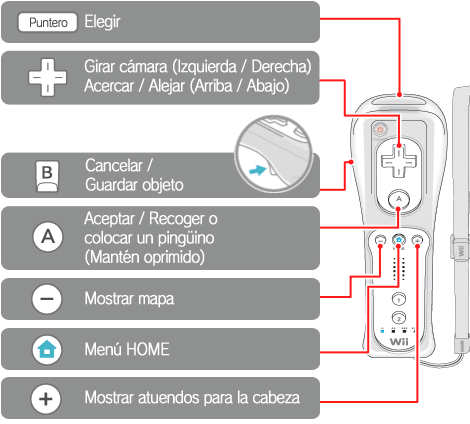 Puntero Elegir
Girar cámara (Izquierda / Derecha)
Acercar / Alejar (Arriba / Abajo)
B Cancelar /
Guardar objeto
A Aceptar / Recoger o
colocar un pingüino
(Mantén oprimido)
− Mostrar mapa
Menú HOME
+ Mostrar atuendos para la cabeza
A
−
+
1
2
Wii
Wii